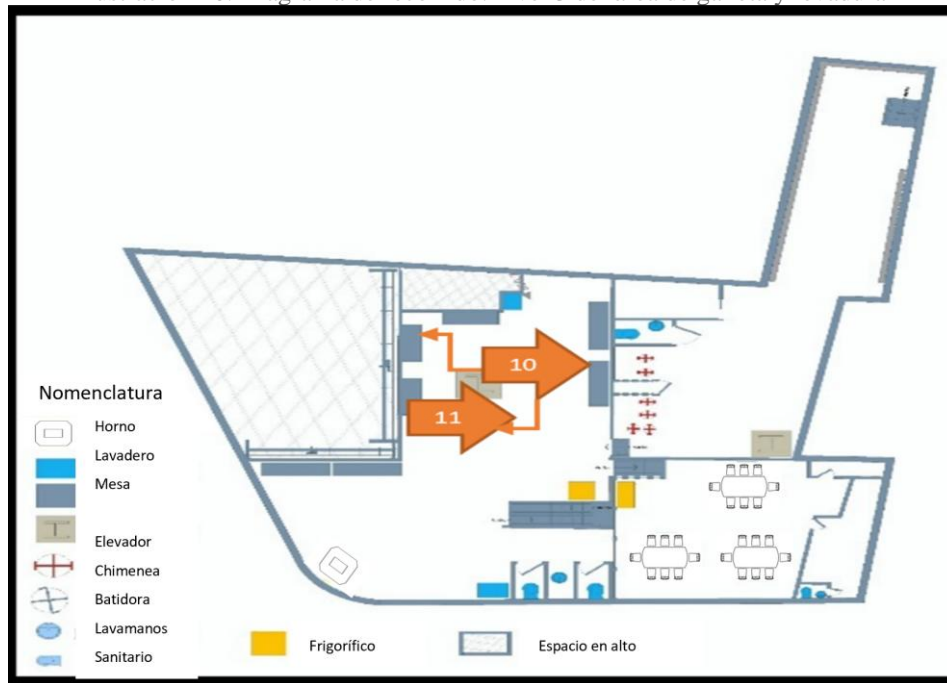 10
11
Nomenclatura
Horno
Lavadero
Mesa
Elevador
Chimenea
Batidora
Lavamanos
Sanitario
Frigorífico
Espacio en alto